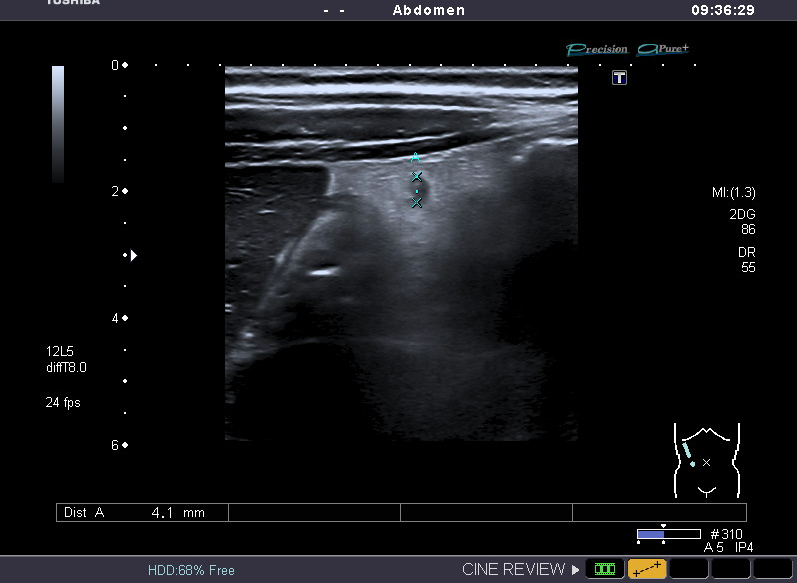 TOSHIBA
- - Abdomen 09:36:29
Precision APure+
T
0
2
4
6
MI:(1.3)
2DG
86
DR
55
12L5
diffT8.0
24 fps
A
Dist A 4.1 mm
#310
A 5 IP4
HDD:68% Free
CINE REVIEW